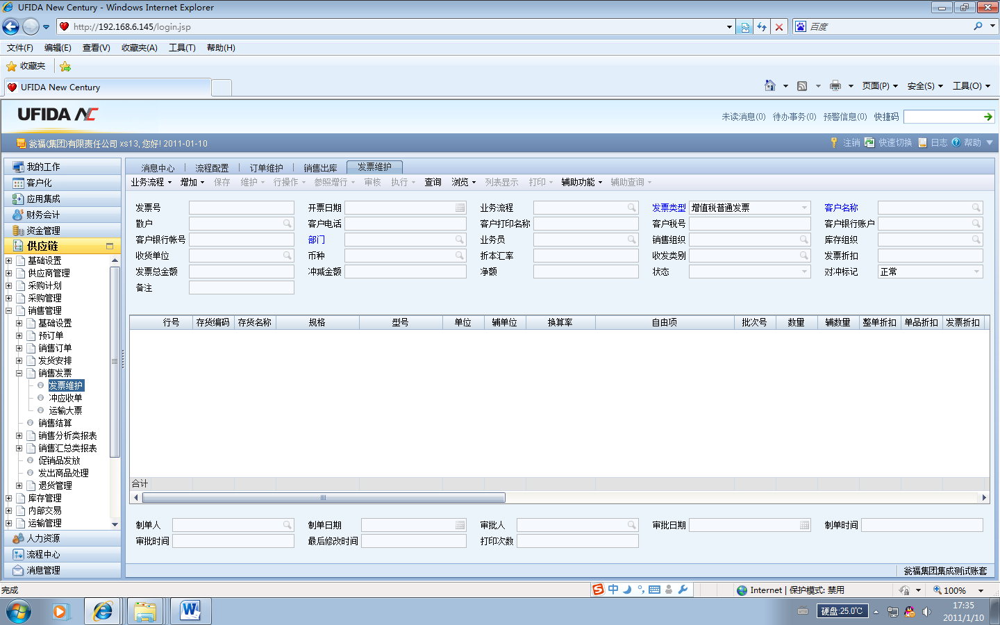 UFIDA New Century - Windows Internet Explorer
http://192.168.6.145/login.jsp
百度
文件(F) 编辑(E) 查看(V) 收藏夹(A) 工具(T) 帮助(H)
收藏夹
UFIDA New Century
页面(P) 安全(S) 工具(O)
UFIDA NC
未读消息(0) 待办事务(0) 预警信息(0) 快捷码
瓮福(集团)有限责任公司 xs13, 您好! 2011-01-10
注销 快速切换 日志 帮助
我的工作
客户化
应用集成
财务会计
资金管理
供应链
基础设置
供应商管理
采购计划
采购管理
销售管理
基础设置
预订单
销售订单
发货安排
销售发票
发票维护
冲应收单
运输大票
销售结算
销售分析类报表
销售汇总类报表
促销品发放
发出商品处理
退货管理
库存管理
内部交易
运输管理
人力资源
流程中心
消息管理
消息中心 流程配置 订单维护 销售出库 发票维护
业务流程 增加 保存 维护 行操作 参照增行 审核 执行 查询 浏览 列表显示 打印 辅助功能 辅助查询
发票号 开票日期 业务流程 发票类型 增值税普通发票 客户名称
散户 客户电话 客户打印名称 客户税号 客户银行账户
客户银行帐号 部门 业务员 销售组织 库存组织
收货单位 币种 折本汇率 收发类别 发票折扣
发票总金额 冲减金额 净额 状态 对冲标记 正常
备注
行号 存货编码 存货名称 规格 型号 单位 辅单位 换算率 自由项 批次号 数量 辅数量 整单折扣 单品折扣 发票折扣
合计
制单人 制单日期 审批人 审批日期 制单时间
审批时间 最后修改时间 打印次数
瓮福集团集成测试账套
完成
中
Internet | 保护模式: 禁用
100%
硬盘:25.0℃
17:35
2011/1/10